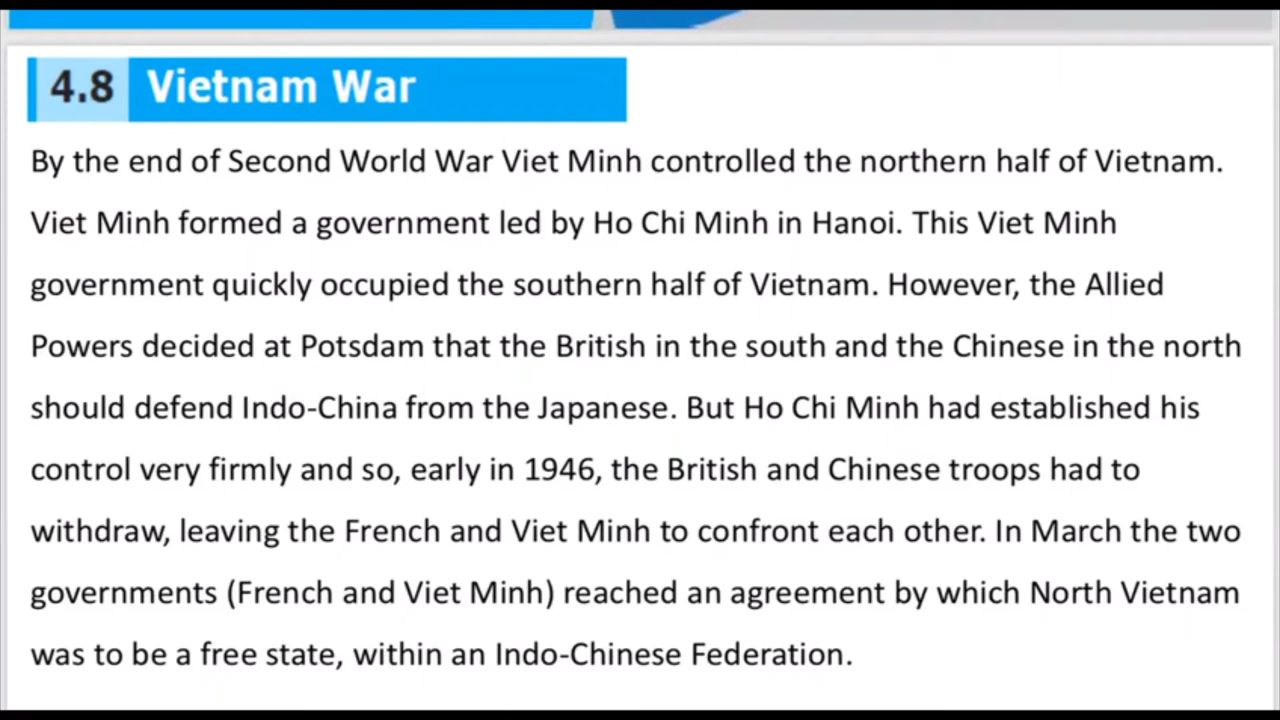 4.8 Vietnam War
By the end of Second World War Viet Minh controlled the northern half of Vietnam.
Viet Minh formed a government led by Ho Chi Minh in Hanoi. This Viet Minh
government quickly occupied the southern half of Vietnam. However, the Allied
Powers decided at Potsdam that the British in the south and the Chinese in the north
should defend Indo-China from the Japanese. But Ho Chi Minh had established his
control very firmly and so, early in 1946, the British and Chinese troops had to
withdraw, leaving the French and Viet Minh to confront each other. In March the two
governments (French and Viet Minh) reached an agreement by which North Vietnam
was to be a free state, within an Indo-Chinese Federation.